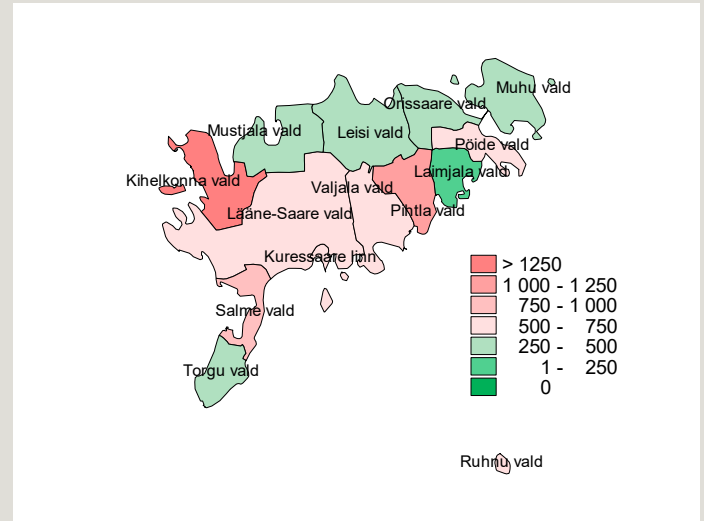 Muhu vald
Orissaare vald
Mustjala vald
Leisi vald
Pöide vald
Laimjala vald
Kihelkonna vald
Valjala vald
Lääne-Saare vald
Pihtla vald
Kuressaare linn
Salme vald
Torgu vald
Ruhnu vald
> 1250
1 000 - 1 250
750 - 1 000
500 - 750
250 - 500
1 - 250
0